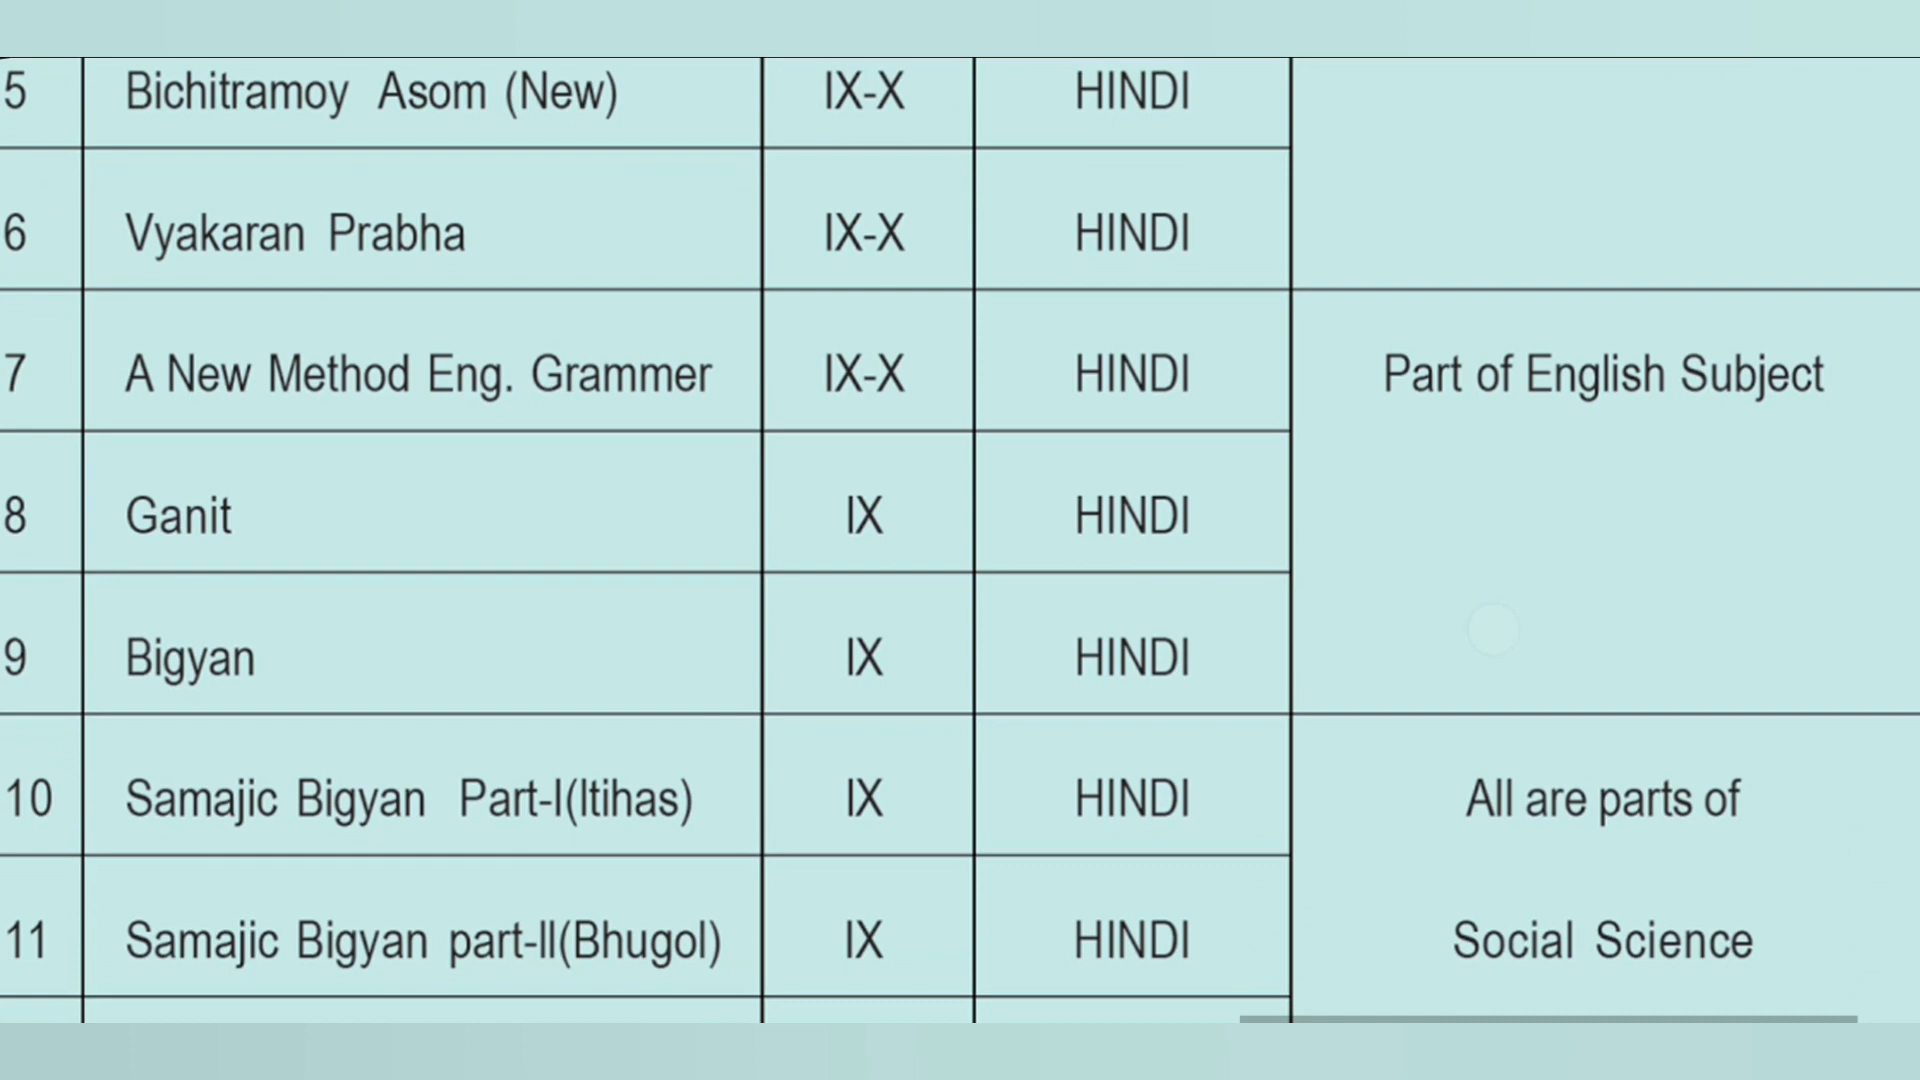 5 Bichitramoy Asom (New) IX-X HINDI
6 Vyakaran Prabha IX-X HINDI
7 A New Method Eng. Grammer IX-X HINDI Part of English Subject
8 Ganit IX HINDI
9 Bigyan IX HINDI
10 Samajic Bigyan Part-I(Itihas) IX HINDI All are parts of
11 Samajic Bigyan part-II(Bhugol) IX HINDI Social Science